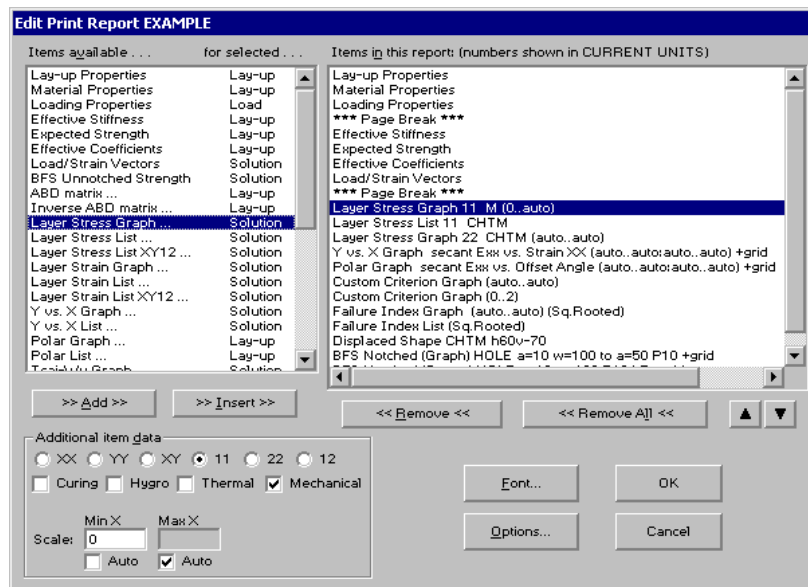 Edit Print Report EXAMPLE
Items available . . . for selected . . .
Lay-up Properties Lay-up
Material Properties Lay-up
Loading Properties Load
Effective Stiffness Lay-up
Expected Strength Lay-up
Effective Coefficients Lay-up
Load/Strain Vectors Solution
BFS Unnotched Strength Solution
ABD matrix ... Lay-up
Inverse ABD matrix ... Lay-up
Layer Stress Graph ... Solution
Layer Stress List ... Solution
Layer Stress List XY12 ... Solution
Layer Strain Graph ... Solution
Layer Strain List ... Solution
Layer Strain List XY12 ... Solution
Y vs. X Graph ... Solution
Y vs. X List ... Solution
Polar Graph ... Lay-up
Polar List ... Lay-up
Items in this report: (numbers shown in CURRENT UNITS)
Lay-up Properties
Material Properties
Loading Properties
*** Page Break ***
Effective Stiffness
Expected Strength
Effective Coefficients
Load/Strain Vectors
*** Page Break ***
Layer Stress Graph 11 M (0..auto)
Layer Stress List 11 CHTM
Layer Stress Graph 22 CHTM (auto..auto)
Y vs. X Graph secant Exx vs. Strain XX (auto..auto:auto..auto) +grid
Polar Graph secant Exx vs. Offset Angle (auto..auto:auto..auto) +grid
Custom Criterion Graph (auto..auto)
Custom Criterion Graph (0..2)
Failure Index Graph (auto..auto) (Sq.Rooted)
Failure Index List (Sq.Rooted)
Displaced Shape CHTM h60v-70
BFS Notched (Graph) HOLE a=10 w=100 to a=50 P10 +grid
>> Add >> >> Insert >>
<< Remove << << Remove All <<
Additional item data
XX YY XY 11 22 12
Curing Hygro Thermal Mechanical
Min X Max X
Scale: 0
Auto Auto
Font... OK
Options... Cancel